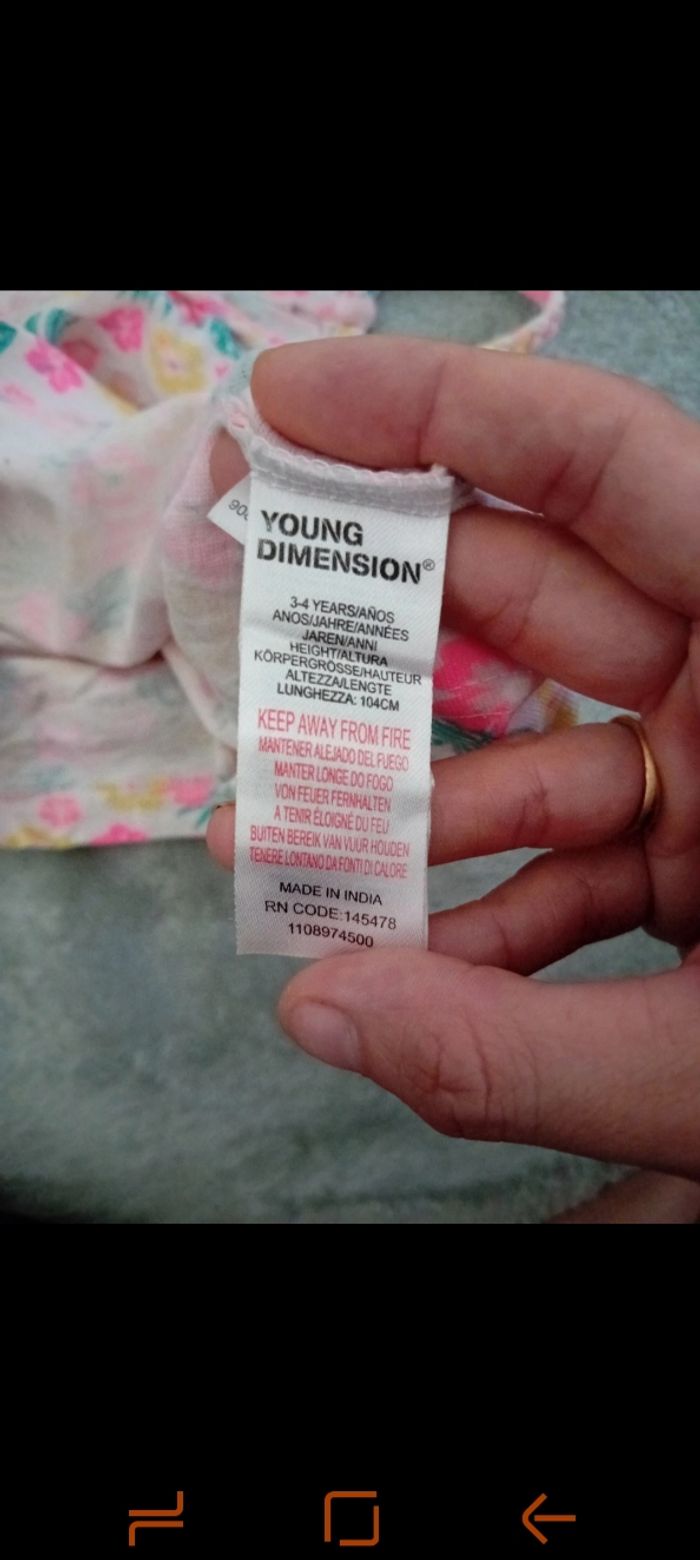 90
YOUNG
DIMENSION®
3-4 YEARS/AÑOS
ANOS/JAHRE/ANNÉES
JAREN/ANNI
HEIGHT/ALTURA
KÖRPERGRÖSSE/HAUTEUR
ALTEZZA/LENGTE
LUNGHEZZA: 104CM
KEEP AWAY FROM FIRE
MANTENER ALEJADO DEL FUEGO
MANTER LONGE DO FOGO
VON FEUER FERNHALTEN
A TENIR ÉLOIGNÉ DU FEU
BUITEN BEREIK VAN VUUR HOUDEN
TENERE LONTANO DA FONTI DI CALORE
MADE IN INDIA
RN CODE:145478
1108974500